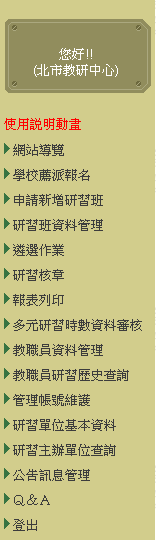 您好!!
(北市教研中心)
使用說明動畫
網站導覽
學校薦派報名
申請新增研習班
研習班資料管理
遴選作業
研習核章
報表列印
多元研習時數資料審核
教職員資料管理
教職員研習歷史查詢
管理帳號維護
研習單位基本資料
研習主辦單位查詢
公告訊息管理
Ｑ＆Ａ
登出